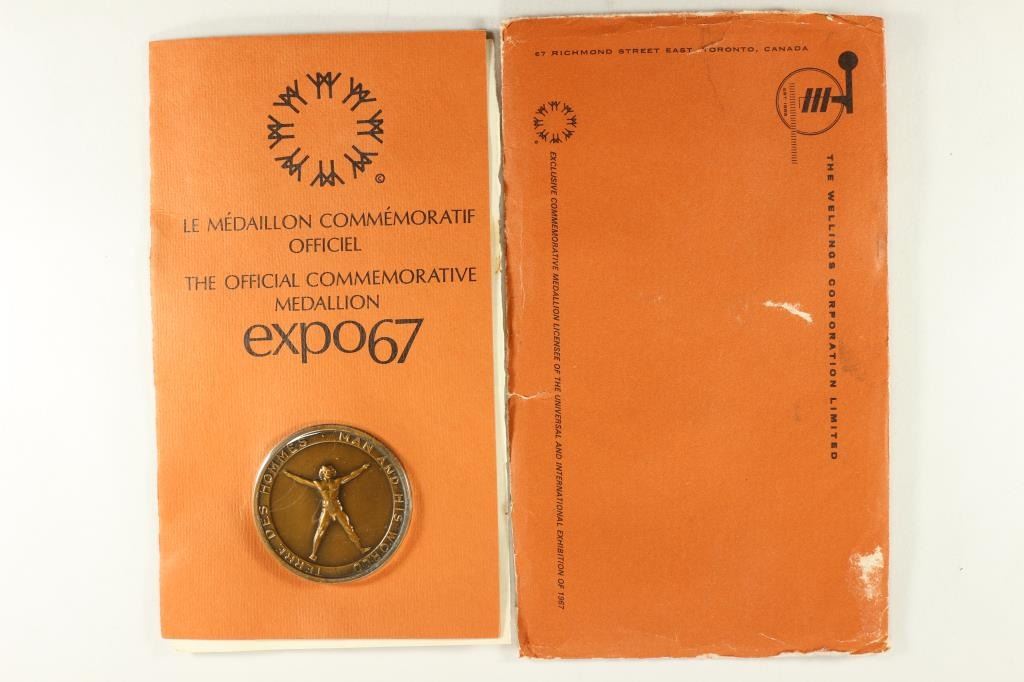 ©
LE MÉDAILLON COMMÉMORATIF
OFFICIEL
THE OFFICIAL COMMEMORATIVE
MEDALLION
expo67
TERRE DES HOMMES · MAN AND HIS WORLD
67 RICHMOND STREET EAST, TORONTO, CANADA
THE WELLINGS CORPORATION LIMITED
EXCLUSIVE COMMEMORATIVE MEDALLION LICENSEE OF THE UNIVERSAL AND INTERNATIONAL EXHIBITION OF 1967